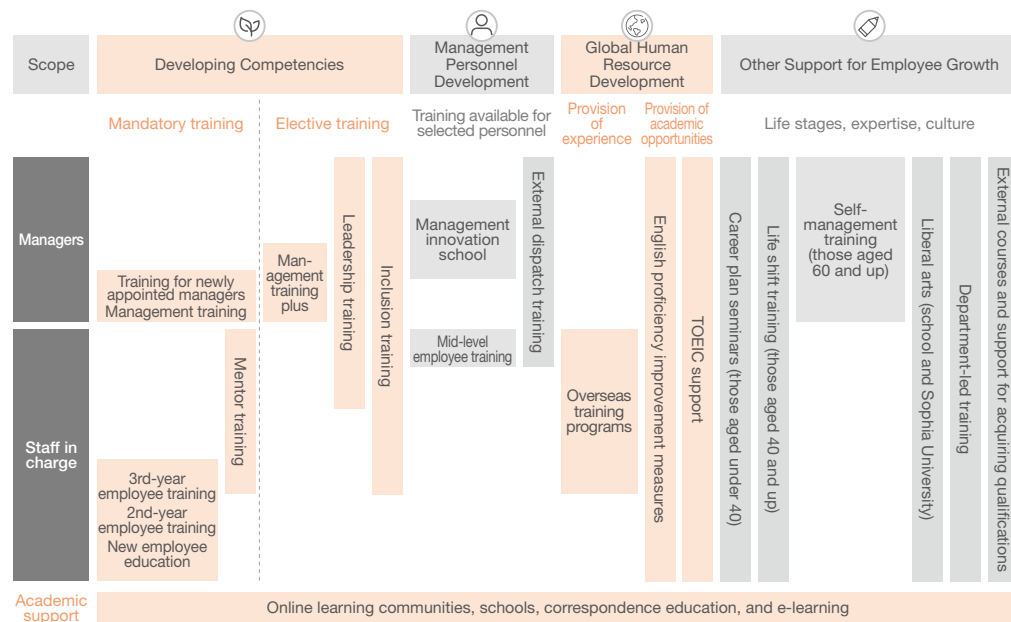 Scope
Developing Competencies
Management
Personnel
Development
Global Human
Resource
Development
Other Support for Employee Growth
Mandatory training
Elective training
Training available for
selected personnel
Provision
of
experience
Provision of
academic
opportunities
Life stages, expertise, culture
Managers
Training for newly
appointed managers
Management training
Man-
agement
training
plus
Leadership training
Inclusion training
Management
innovation
school
External dispatch training
English proficiency improvement measures
TOEIC support
Career plan seminars (those aged under 40)
Life shift training (those aged 40 and up)
Self-
management
training
(those aged
60 and up)
Liberal arts (school and Sophia University)
Department-led training
External courses and support for acquiring qualifications
Staff in
charge
Mentor training
3rd-year
employee training
2nd-year
employee training
New employee
education
Mid-level
employee training
Overseas
training
programs
Academic
support
Online learning communities, schools, correspondence education, and e-learning